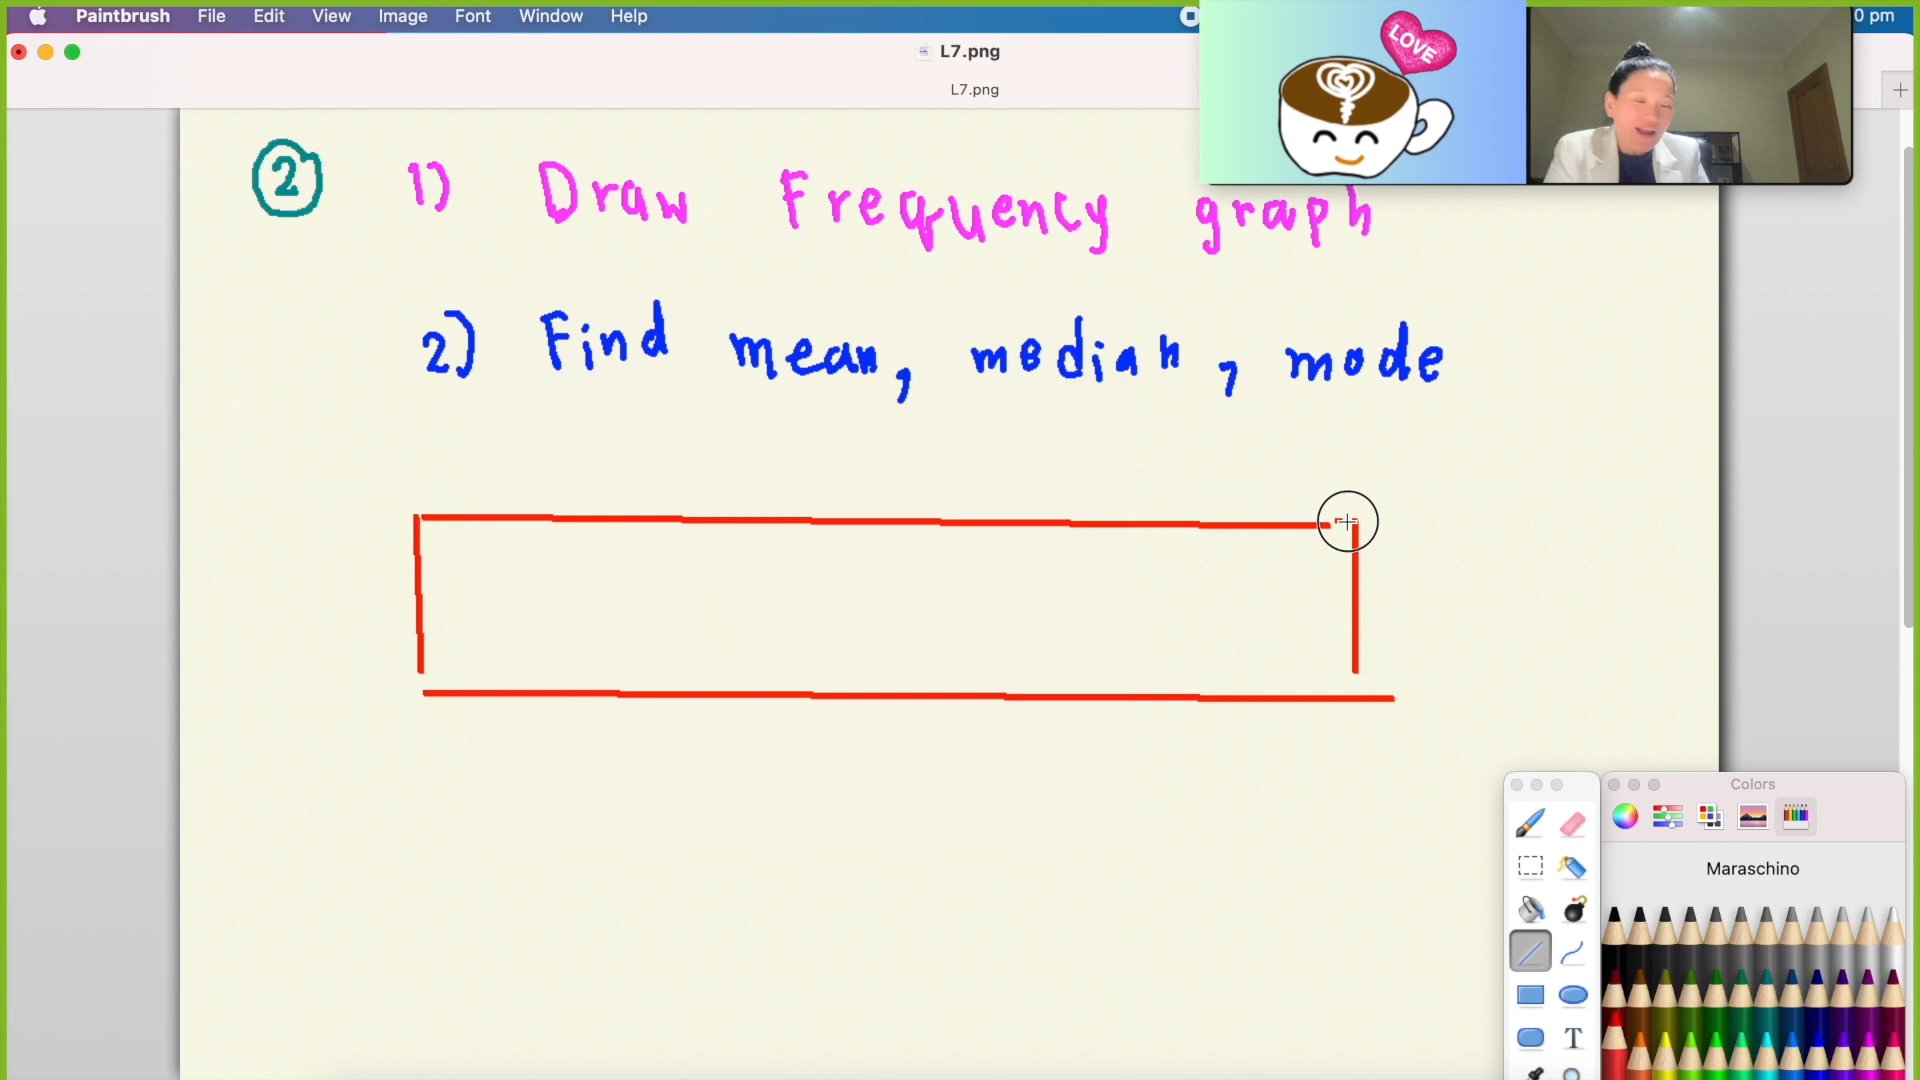 Paintbrush File Edit View Image Font Window Help
0 pm
L7.png
L7.png
LOVE
2 1) Draw Frequency graph
2) Find mean, median, mode
Colors
Maraschino
T